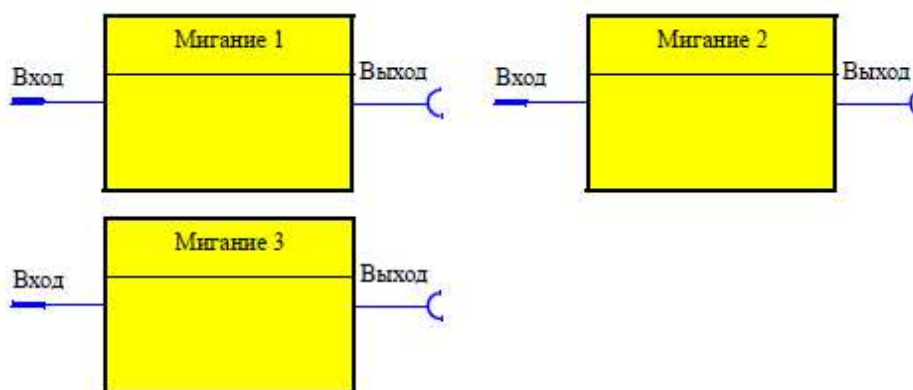 Мигание 1
Вход
Выход
Мигание 2
Вход
Выход
Мигание 3
Вход
Выход